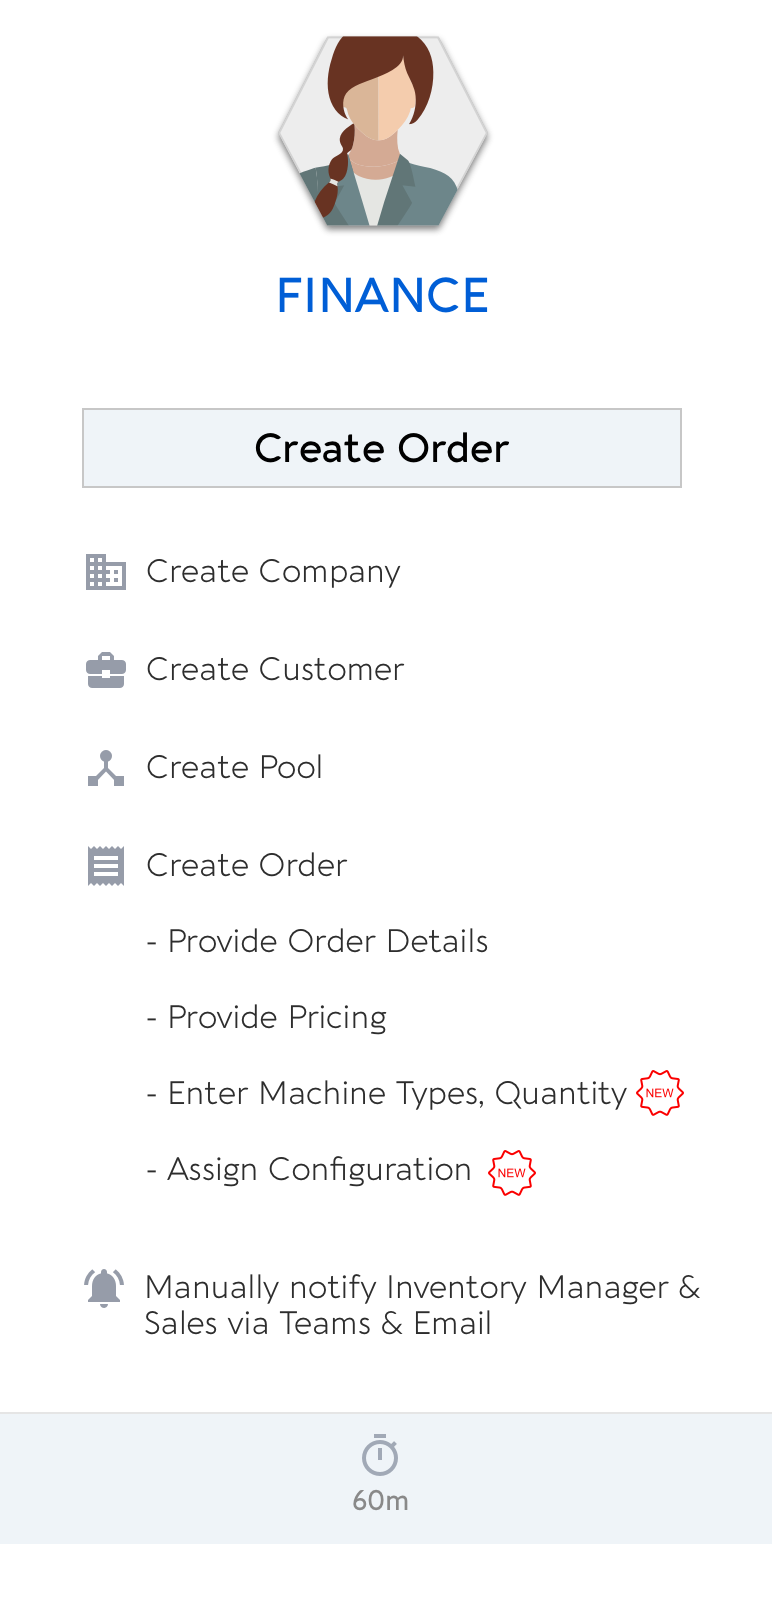 FINANCE
Create Order
Create Company
Create Customer
Create Pool
Create Order
- Provide Order Details
- Provide Pricing
- Enter Machine Types, Quantity NEW
- Assign Configuration NEW
Manually notify Inventory Manager &
Sales via Teams & Email
60m